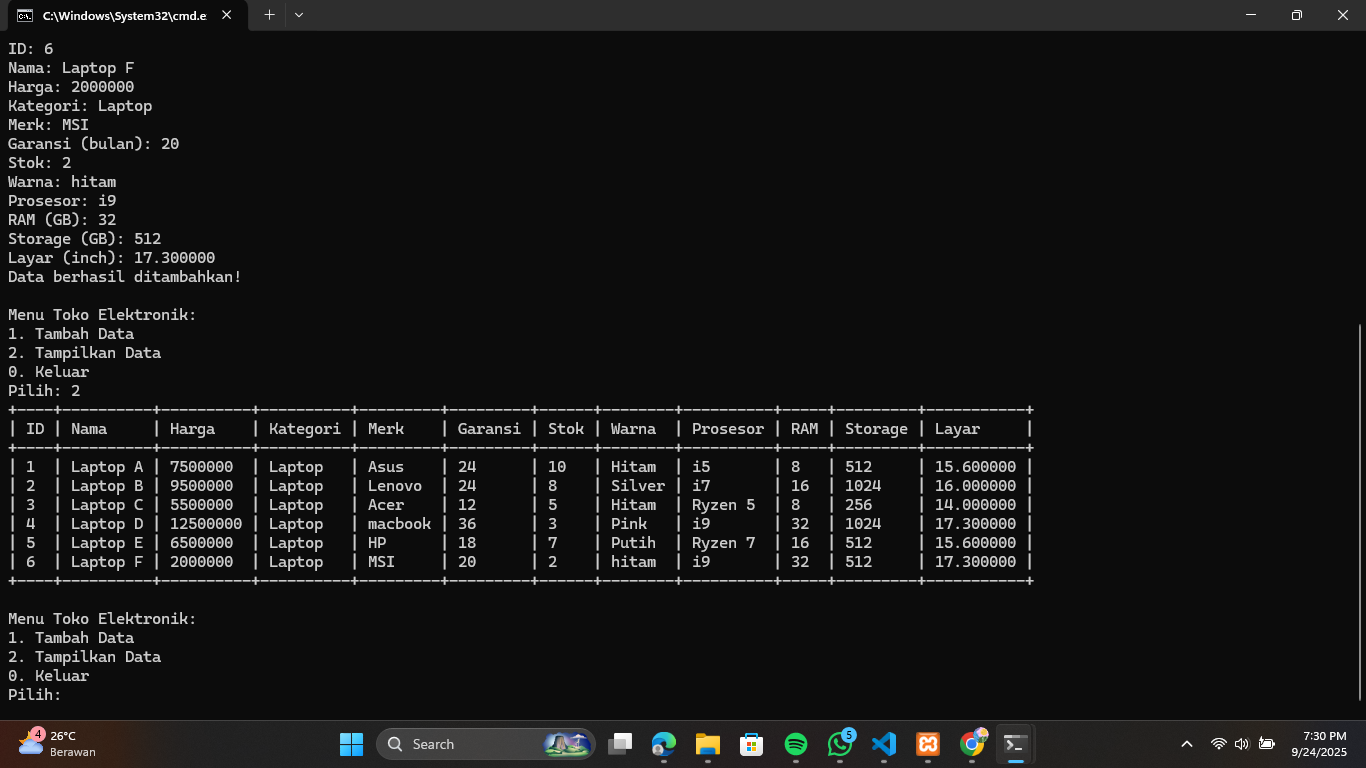 C:\Windows\System32\cmd.e
ID: 6
Nama: Laptop F
Harga: 2000000
Kategori: Laptop
Merk: MSI
Garansi (bulan): 20
Stok: 2
Warna: hitam
Prosesor: i9
RAM (GB): 32
Storage (GB): 512
Layar (inch): 17.300000
Data berhasil ditambahkan!
Menu Toko Elektronik:
1. Tambah Data
2. Tampilkan Data
0. Keluar
Pilih: 2
+----+----------+----------+----------+---------+---------+------+--------+----------+-----+---------+-----------+
| ID | Nama     | Harga    | Kategori | Merk    | Garansi | Stok | Warna  | Prosesor | RAM | Storage | Layar     |
+----+----------+----------+----------+---------+---------+------+--------+----------+-----+---------+-----------+
| 1  | Laptop A | 7500000  | Laptop   | Asus    | 24      | 10   | Hitam  | i5       | 8   | 512     | 15.600000 |
| 2  | Laptop B | 9500000  | Laptop   | Lenovo  | 24      | 8    | Silver | i7       | 16  | 1024    | 16.000000 |
| 3  | Laptop C | 5500000  | Laptop   | Acer    | 12      | 5    | Hitam  | Ryzen 5  | 8   | 256     | 14.000000 |
| 4  | Laptop D | 12500000 | Laptop   | macbook | 36      | 3    | Pink   | i9       | 32  | 1024    | 17.300000 |
| 5  | Laptop E | 6500000  | Laptop   | HP      | 18      | 7    | Putih  | Ryzen 7  | 16  | 512     | 15.600000 |
| 6  | Laptop F | 2000000  | Laptop   | MSI     | 20      | 2    | hitam  | i9       | 32  | 512     | 17.300000 |
+----+----------+----------+----------+---------+---------+------+--------+----------+-----+---------+-----------+
Menu Toko Elektronik:
1. Tambah Data
2. Tampilkan Data
0. Keluar
Pilih:
4
26°C
Berawan
Search
5
7:30 PM
9/24/2025